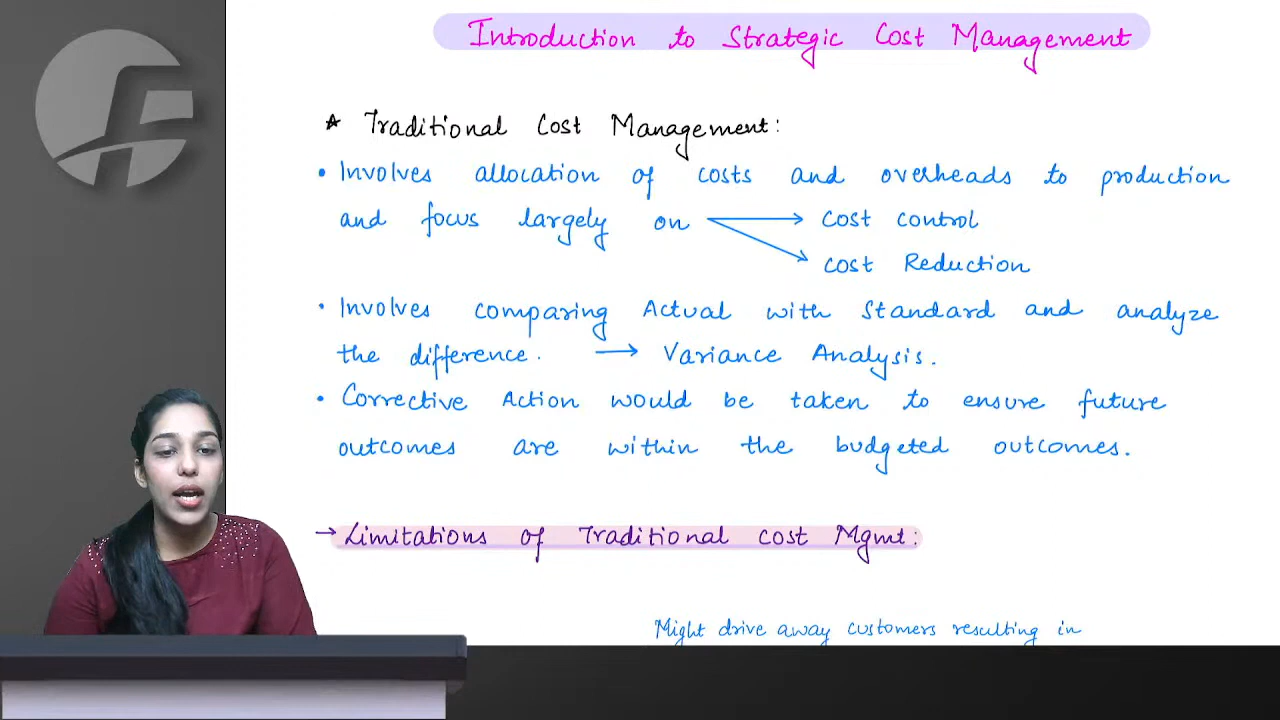 Introduction to Strategic Cost Management
* Traditional Cost Management:
• Involves allocation of costs and overheads to production
and focus largely on → cost control
→ cost Reduction
• Involves comparing Actual with Standard and analyze
the difference. → Variance Analysis.
• Corrective Action would be taken to ensure future
outcomes are within the budgeted outcomes.
→ Limitations of Traditional cost Mgmt:
Might drive away customers resulting in